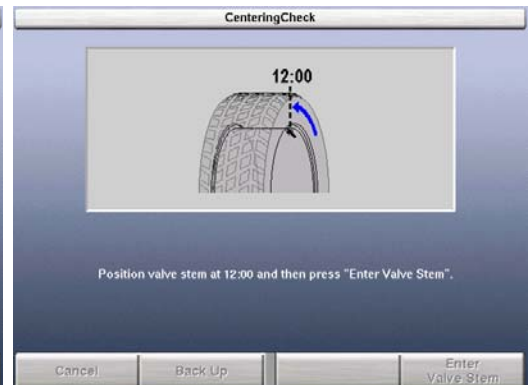 CenteringCheck
12:00
Position valve stem at 12:00 and then press "Enter Valve Stem".
Cancel
Back Up
Enter
Valve Stem